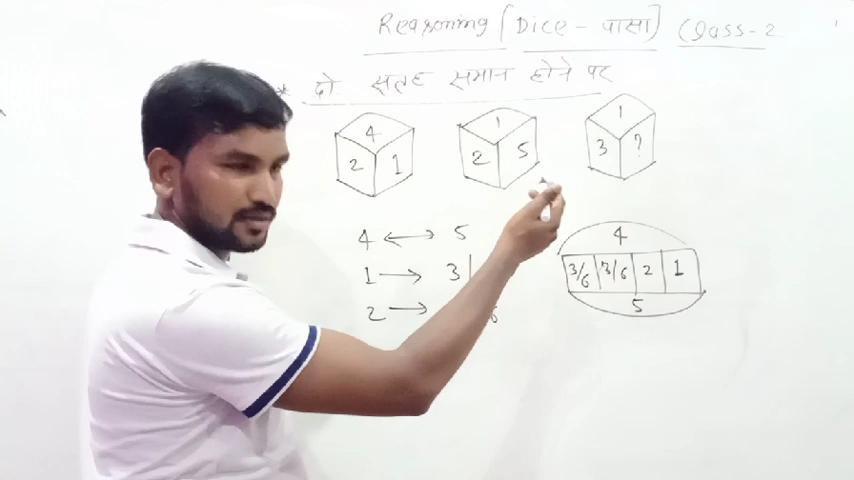 Reasoning (Dice - पासा) Class-2
* दो सतह समान होने पर
4 2 1
1 2 5
1 3 ?
4 ↔ 5
1 → 3|
2 → 6
4
3/6 3/6 2 1
5